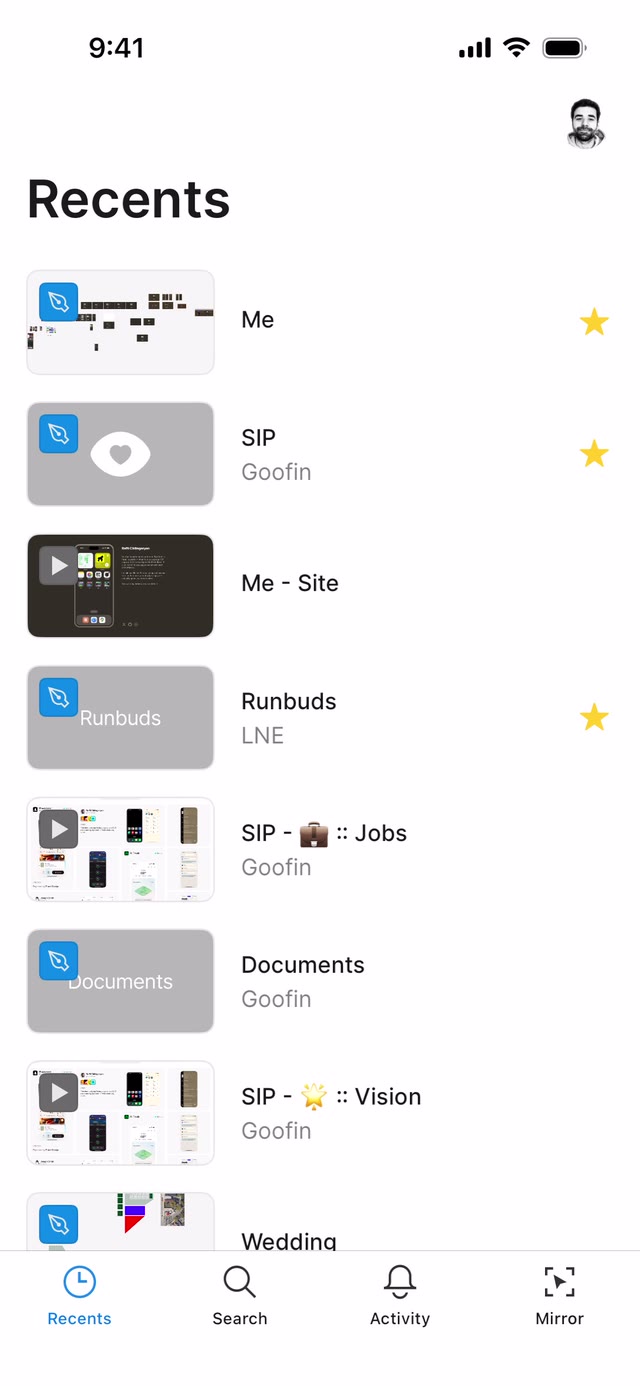 9:41
Recents
Me
SIP
Goofin
Me - Site
Runbuds
Runbuds
LNE
SIP - 💼 :: Jobs
Goofin
Documents
Documents
Goofin
SIP - 🌟 :: Vision
Goofin
Wedding
Recents
Search
Activity
Mirror